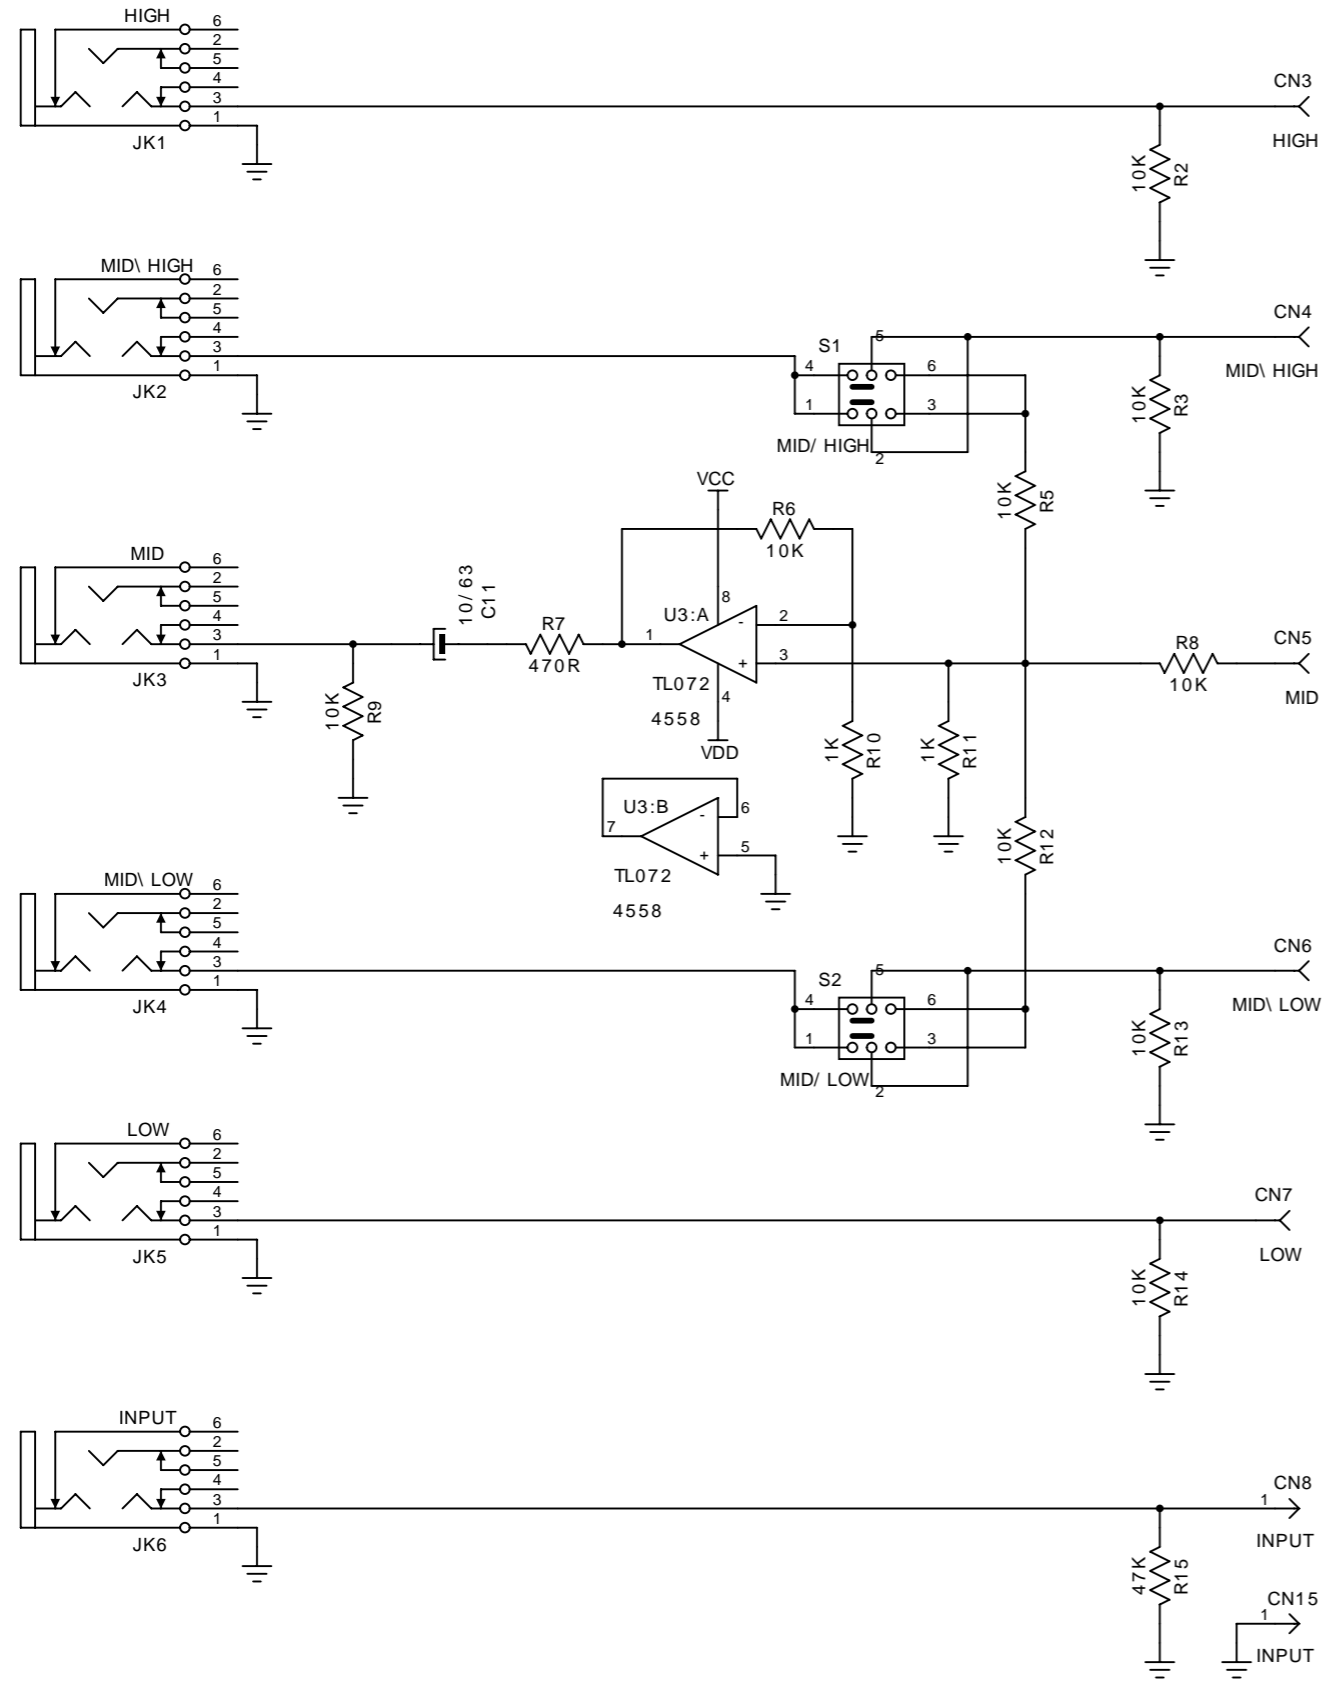 HIGH
6
2
5
4
3
1
JK1
CN3
HIGH
10K
R2
MID\ HIGH
6
2
5
4
3
1
JK2
S1
5
4
6
1
3
MID/ HIGH
2
CN4
MID\ HIGH
10K
R3
10K
R5
VCC
R6
10K
MID
6
2
5
4
3
1
JK3
10/63
C11
R7
470R
1
U3:A
8
-
2
+
3
TL072
4
4558
VDD
10K
R9
1K
R10
1K
R11
R8
10K
CN5
MID
U3:B
7
-
6
+
5
TL072
4558
10K
R12
MID\ LOW
6
2
5
4
3
1
JK4
S2
5
4
6
1
3
MID/ LOW
2
CN6
MID\ LOW
10K
R13
LOW
6
2
5
4
3
1
JK5
CN7
LOW
10K
R14
INPUT
6
2
5
4
3
1
JK6
CN8
1
INPUT
47K
R15
CN15
1
INPUT